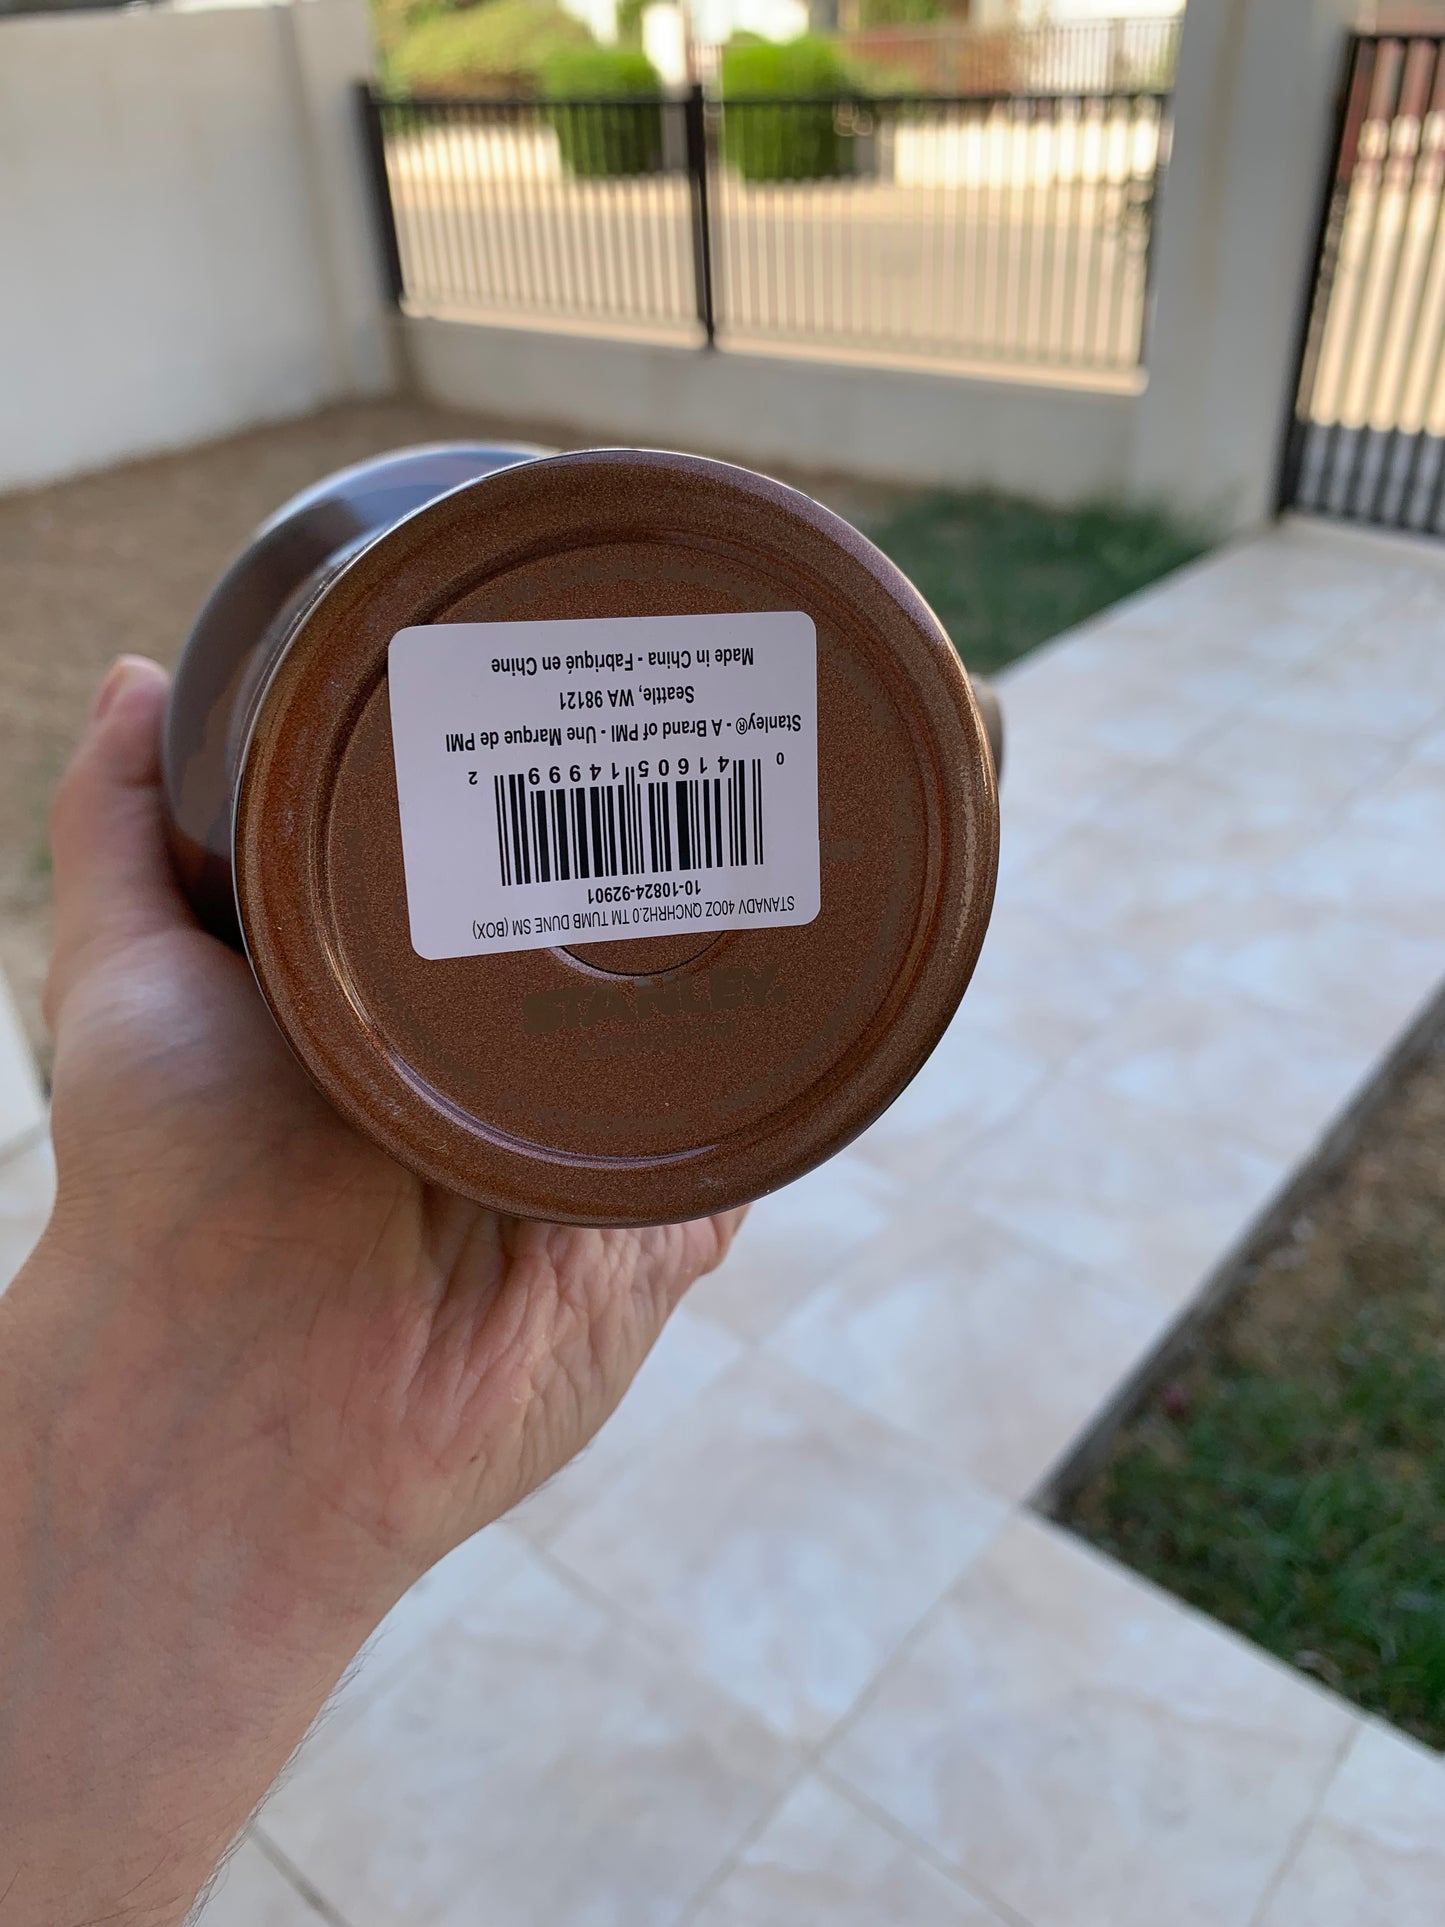 STANADV 40OZ QNCHRH2.0 TM TUMB DUNE SM (BOX)
10-10824-92901
0 41605 14999 2
Stanley® - A Brand of PMI - Une Marque de PMI
Seattle, WA 98121
Made in China - Fabriqué en Chine
STANLEY